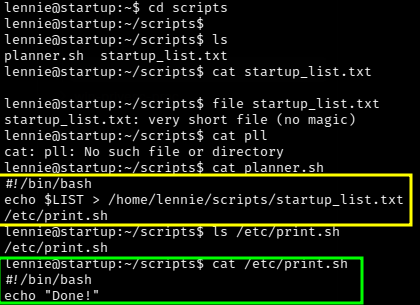 lennie@startup:~$ cd scripts
lennie@startup:~/scripts$
lennie@startup:~/scripts$ ls
planner.sh  startup_list.txt
lennie@startup:~/scripts$ cat startup_list.txt

lennie@startup:~/scripts$ file startup_list.txt
startup_list.txt: very short file (no magic)
lennie@startup:~/scripts$ cat pll
cat: pll: No such file or directory
lennie@startup:~/scripts$ cat planner.sh
#!/bin/bash
echo $LIST > /home/lennie/scripts/startup_list.txt
/etc/print.sh
lennie@startup:~/scripts$ ls /etc/print.sh
/etc/print.sh
lennie@startup:~/scripts$ cat /etc/print.sh
#!/bin/bash
echo "Done!"